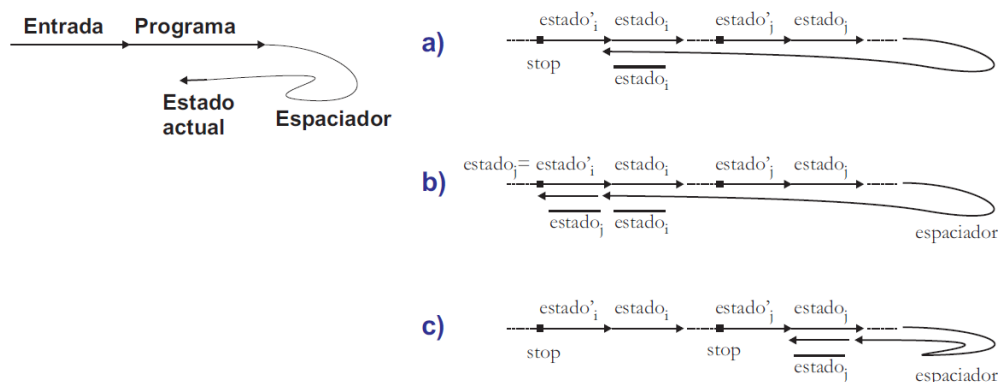 Entrada Programa
Estado actual
Espaciador
a)
estado'i estadoi estado'j estadoj
stop
estadoi
b)
estadoj= estado'i estadoi estado'j estadoj
estadoj estadoi
espaciador
c)
estado'i estadoi estado'j estadoj
stop stop
estadoj
espaciador